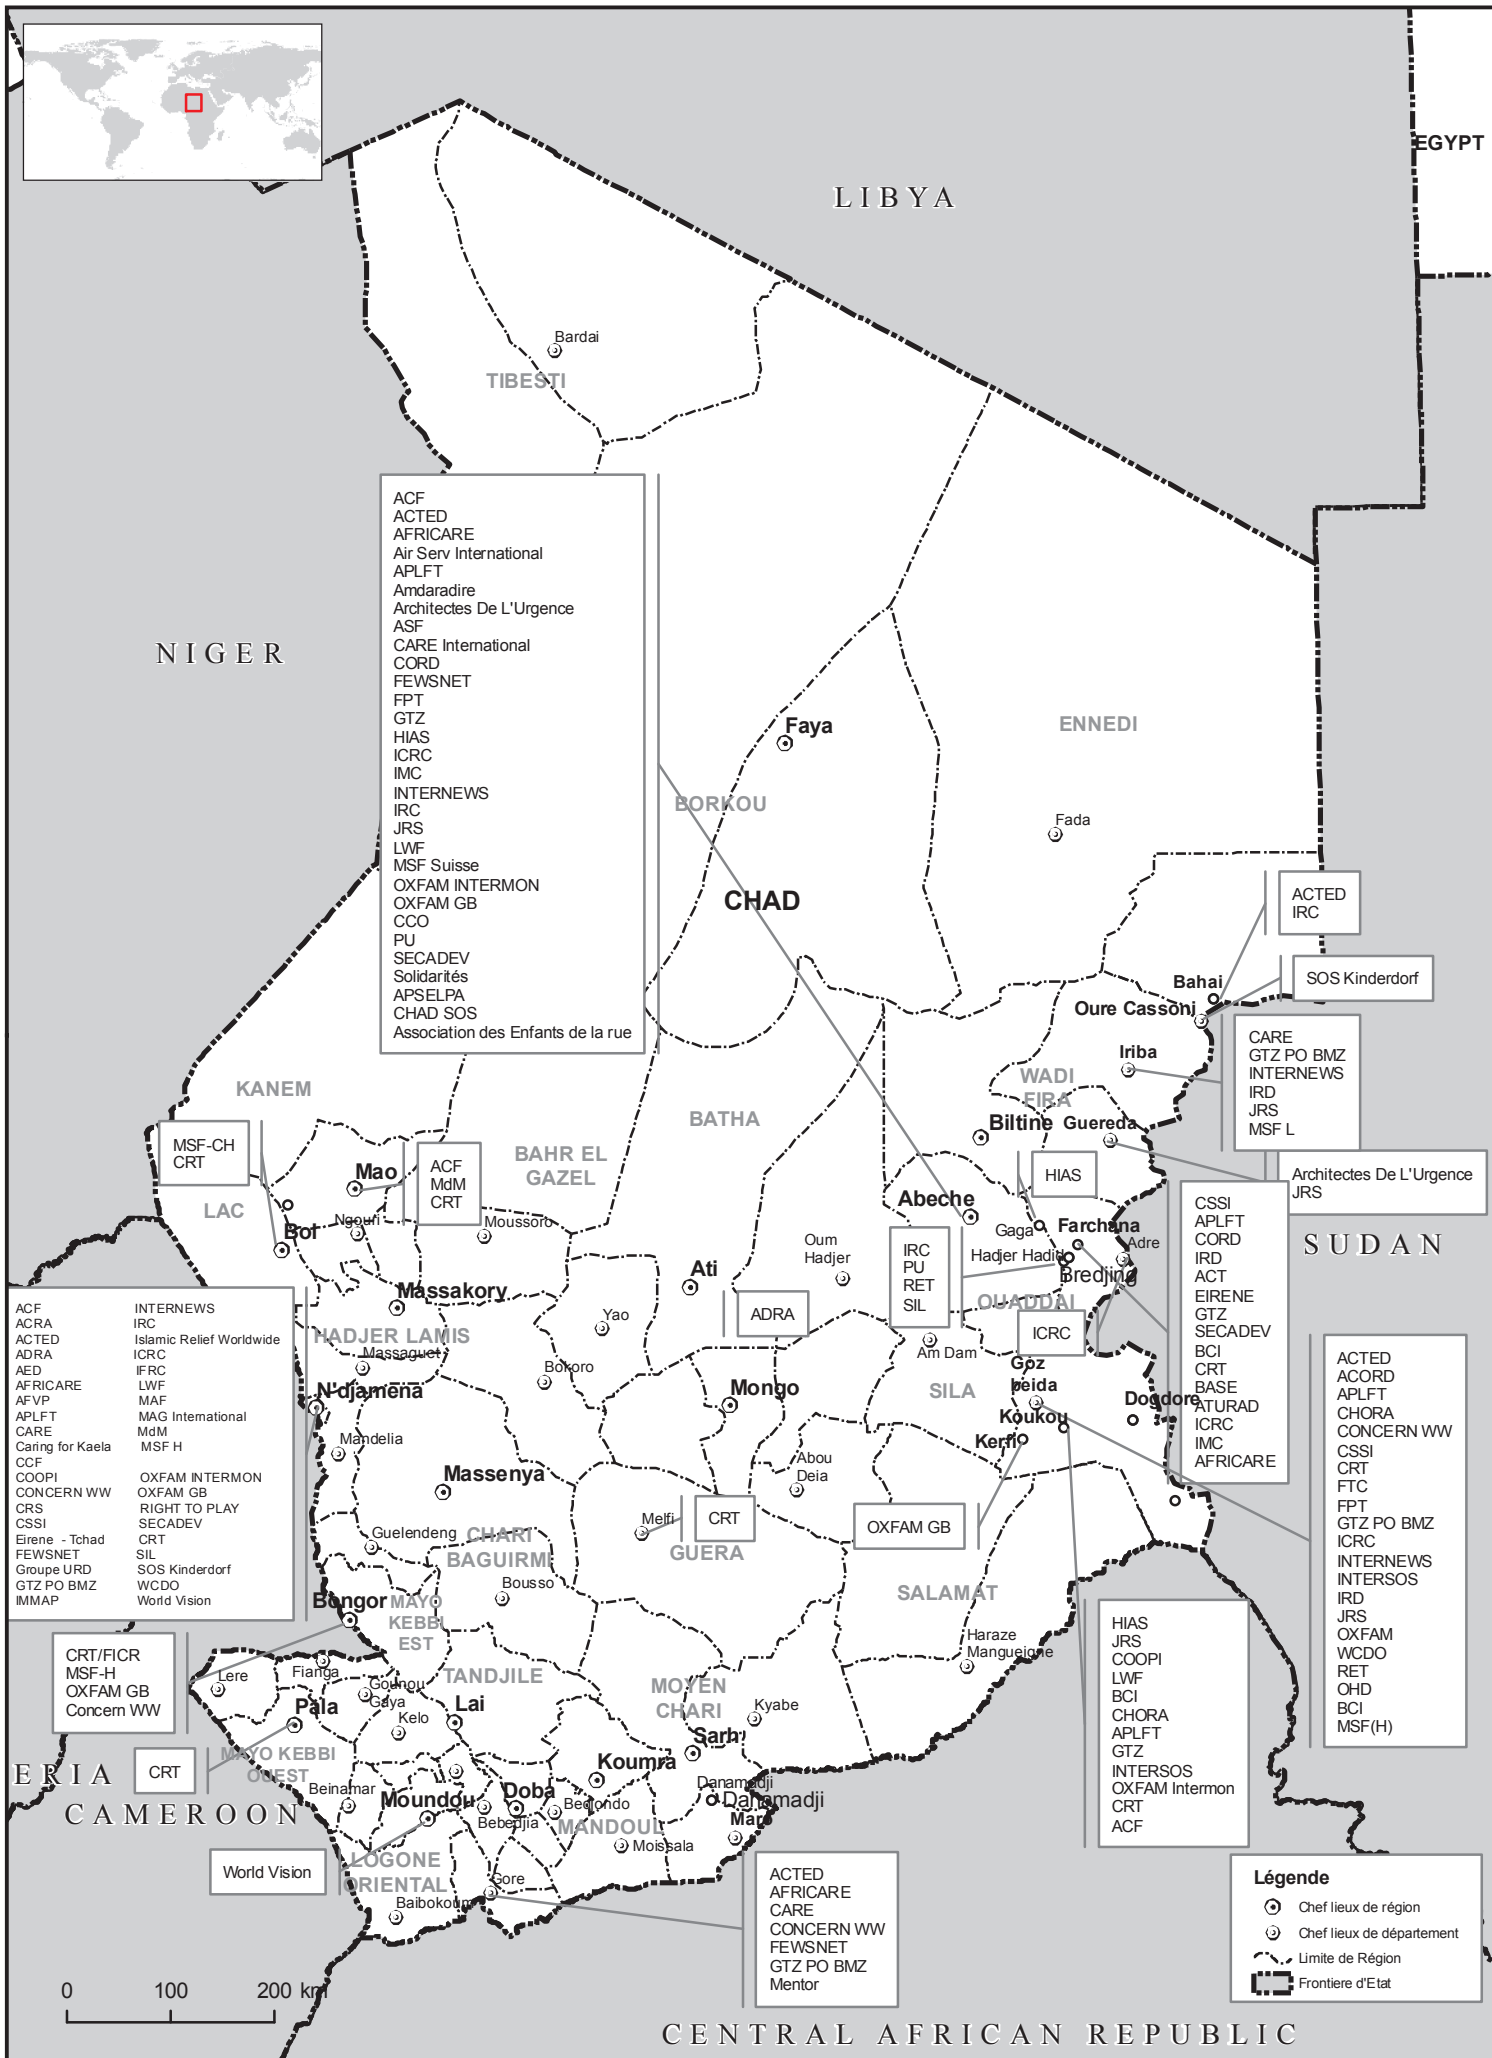 EGYPT
LIBYA
Bardai
TIBESTI
NIGER
ACF
ACTED
AFRICARE
Air Serv International
APLFT
Amdaradire
Architectes De L'Urgence
ASF
CARE International
CORD
FEWSNET
FPT
GTZ
HIAS
ICRC
IMC
INTERNEWS
IRC
JRS
LWF
MSF Suisse
OXFAM INTERMON
OXFAM GB
CCO
PU
SECADEV
Solidarités
APSELPA
CHAD SOS
Association des Enfants de la rue
Faya
ENNEDI
BORKOU
Fada
CHAD
ACTED
IRC
SOS Kinderdorf
Bahai
Oure Cassoni
CARE
GTZ PO BMZ
INTERNEWS
IRD
JRS
MSF L
Iriba
WADI
FIRA
KANEM
BATHA
Biltine
Guereda
MSF-CH
CRT
Mao
ACF
MdM
CRT
BAHR EL
GAZEL
HIAS
Architectes De L'Urgence
JRS
LAC
Bol
Ngouri
Moussoro
Abeche
Gaga
Farchana
Adre
Hadjer Hadid
Bredjing
OUADDAI
SUDAN
CSSI
APLFT
CORD
IRD
ACT
EIRENE
GTZ
SECADEV
BCI
CRT
BASE
ATURAD
ICRC
IMC
AFRICARE
Oum
Hadjer
IRC
PU
RET
SIL
Ati
ADRA
ICRC
Massakory
HADJER LAMIS
Massaguet
Yao
Bokoro
Am Dam
ACF INTERNEWS
ACRA IRC
ACTED Islamic Relief Worldwide
ADRA ICRC
AED IFRC
AFRICARE LWF
AFVP MAF
APLFT MAG International
CARE MdM
Caring for Kaela MSF H
CCF
COOPI OXFAM INTERMON
CONCERN WW OXFAM GB
CRS RIGHT TO PLAY
CSSI SECADEV
Eirene - Tchad CRT
FEWSNET SIL
Groupe URD SOS Kinderdorf
GTZ PO BMZ WCDO
IMMAP World Vision
N'djamena
Mongo
SILA
Goz
beida
Koukou
Kerfi
Dogdore
ACTED
ACORD
APLFT
CHORA
CONCERN WW
CSSI
CRT
FTC
FPT
GTZ PO BMZ
ICRC
INTERNEWS
INTERSOS
IRD
JRS
OXFAM
WCDO
RET
OHD
BCI
MSF(H)
Mandelia
Massenya
Abou
Deia
Melfi
CRT
GUERA
OXFAM GB
Guelendeng
CHARI
BAGUIRMI
Bousso
SALAMAT
Bongor
MAYO
KEBBI
EST
HIAS
JRS
COOPI
LWF
BCI
CHORA
APLFT
GTZ
INTERSOS
OXFAM Intermon
CRT
ACF
CRT/FICR
MSF-H
OXFAM GB
Concern WW
Haraze
Mangueigne
Lere
Fianga
Gounou
Gaya
TANDJILE
MOYEN
CHARI
Kyabe
Pala
Kelo
Lai
Sarh
MAYO KEBBI
OUEST
CRT
Koumra
ERIA
CAMEROON
Beinamar
Moundou
Doba
Bebedjia
Bedjondo
MANDOUL
Moissala
Danamadji
Danamadji
Maro
World Vision
LOGONE
ORIENTAL
Gore
Baibokoum
ACTED
AFRICARE
CARE
CONCERN WW
FEWSNET
GTZ PO BMZ
Mentor
Légende
Chef lieux de région
Chef lieux de département
Limite de Région
Frontiere d'Etat
0 100 200 km
CENTRAL AFRICAN REPUBLIC